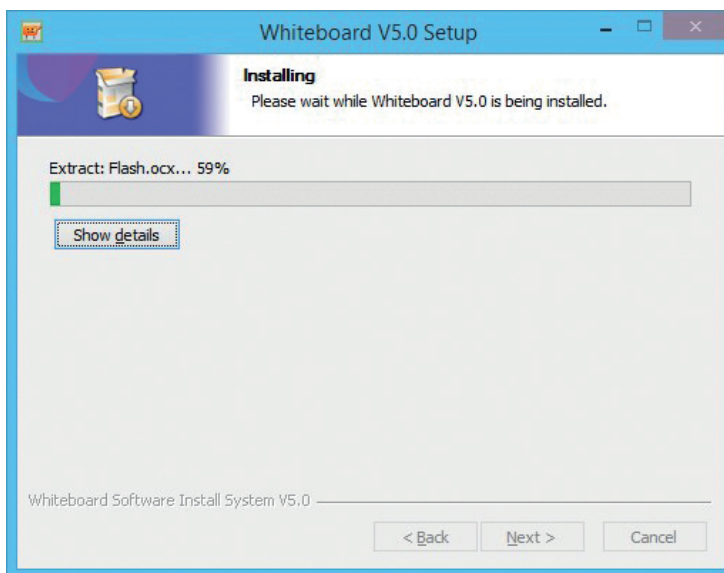 Whiteboard V5.0 Setup
Installing
Please wait while Whiteboard V5.0 is being installed.
Extract: Flash.ocx... 59%
Show details
Whiteboard Software Install System V5.0
< Back
Next >
Cancel